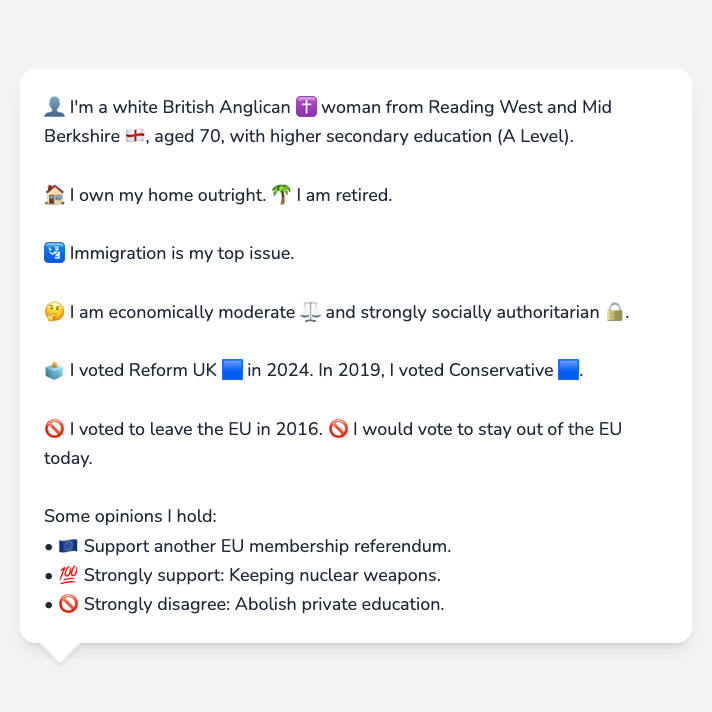 👤 I'm a white British Anglican ✝️ woman from Reading West and Mid
Berkshire 🏴󠁧󠁢󠁥󠁮󠁧󠁿, aged 70, with higher secondary education (A Level).
🏠 I own my home outright. 🌴 I am retired.
🛂 Immigration is my top issue.
🤔 I am economically moderate ⚖️ and strongly socially authoritarian 🔒.
🗳️ I voted Reform UK 🟦 in 2024. In 2019, I voted Conservative 🟦.
🚫 I voted to leave the EU in 2016. 🚫 I would vote to stay out of the EU
today.
Some opinions I hold:
• 🇪🇺 Support another EU membership referendum.
• 💯 Strongly support: Keeping nuclear weapons.
• 🚫 Strongly disagree: Abolish private education.